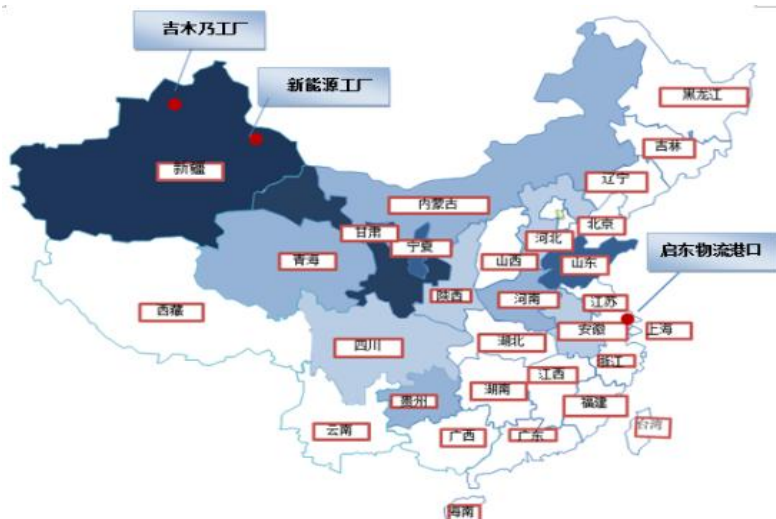 吉木乃工厂
新能源工厂
黑龙江
吉林
新疆
辽宁
内蒙古
北京
甘肃
河北
宁夏
启东物流港口
青海
山西
山东
陕西
河南
江苏
西藏
安徽
上海
四川
湖北
浙江
江西
湖南
贵州
福建
云南
广西
广东
台湾
海南